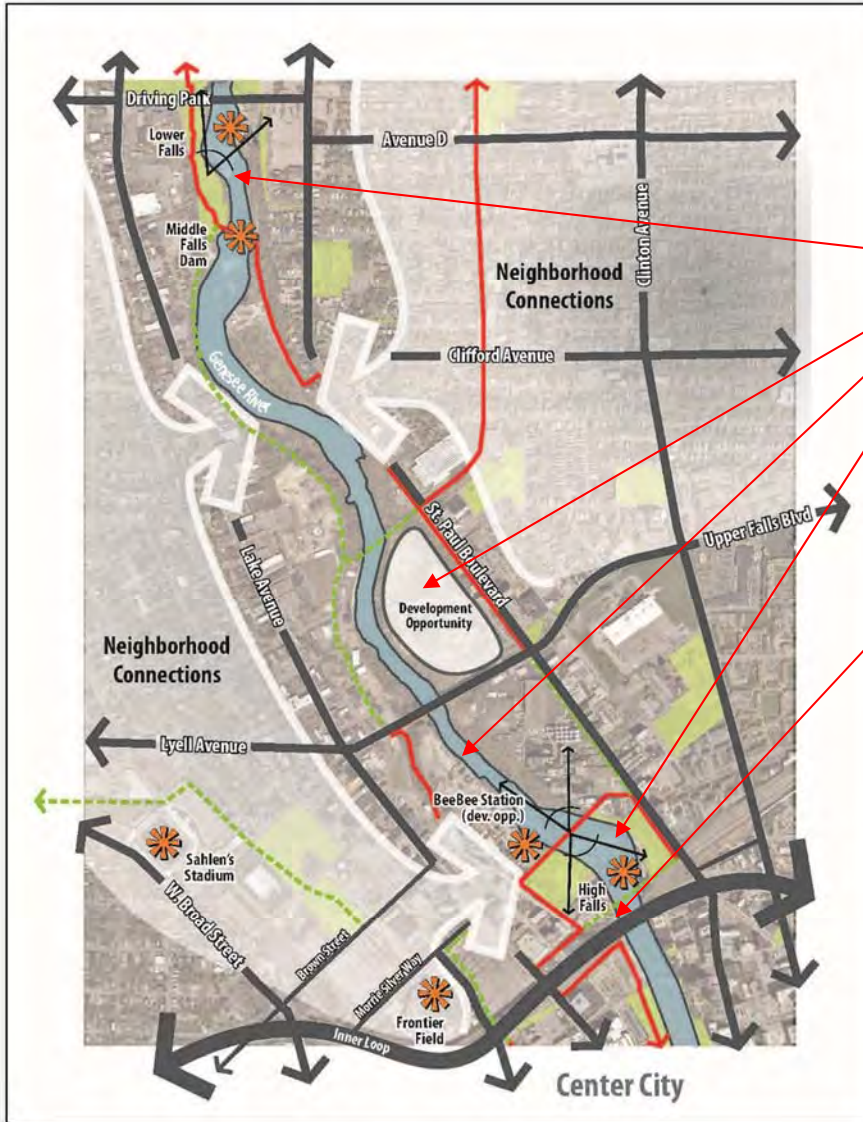 Driving Park
Lower
Falls
Avenue D
Middle
Falls
Dam
Neighborhood
Connections
Clinton Avenue
Clifford Avenue
Genesee River
St. Paul Boulevard
Upper Falls Blvd
Development
Opportunity
Lake Avenue
Neighborhood
Connections
Lyell Avenue
BeeBee Station
(dev. opp.)
Sahlen's
Stadium
High
Falls
W. Broad Street
Brown Street
Morrie Silver Way
Frontier
Field
Inner Loop
Center City